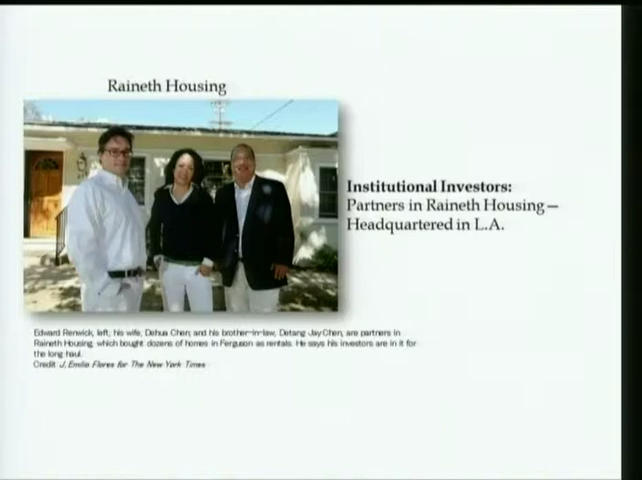 Raineth Housing
Institutional Investors:
Partners in Raineth Housing—
Headquartered in L.A.
Edward Renwick, left, his wife, Dehua Chen, and his brother-in-law, Detang Jay Chen, are partners in
Raineth Housing, which bought dozens of homes in Ferguson as rentals. He says his investors are in it for
the long haul.
Credit J. Emilio Flores for The New York Times